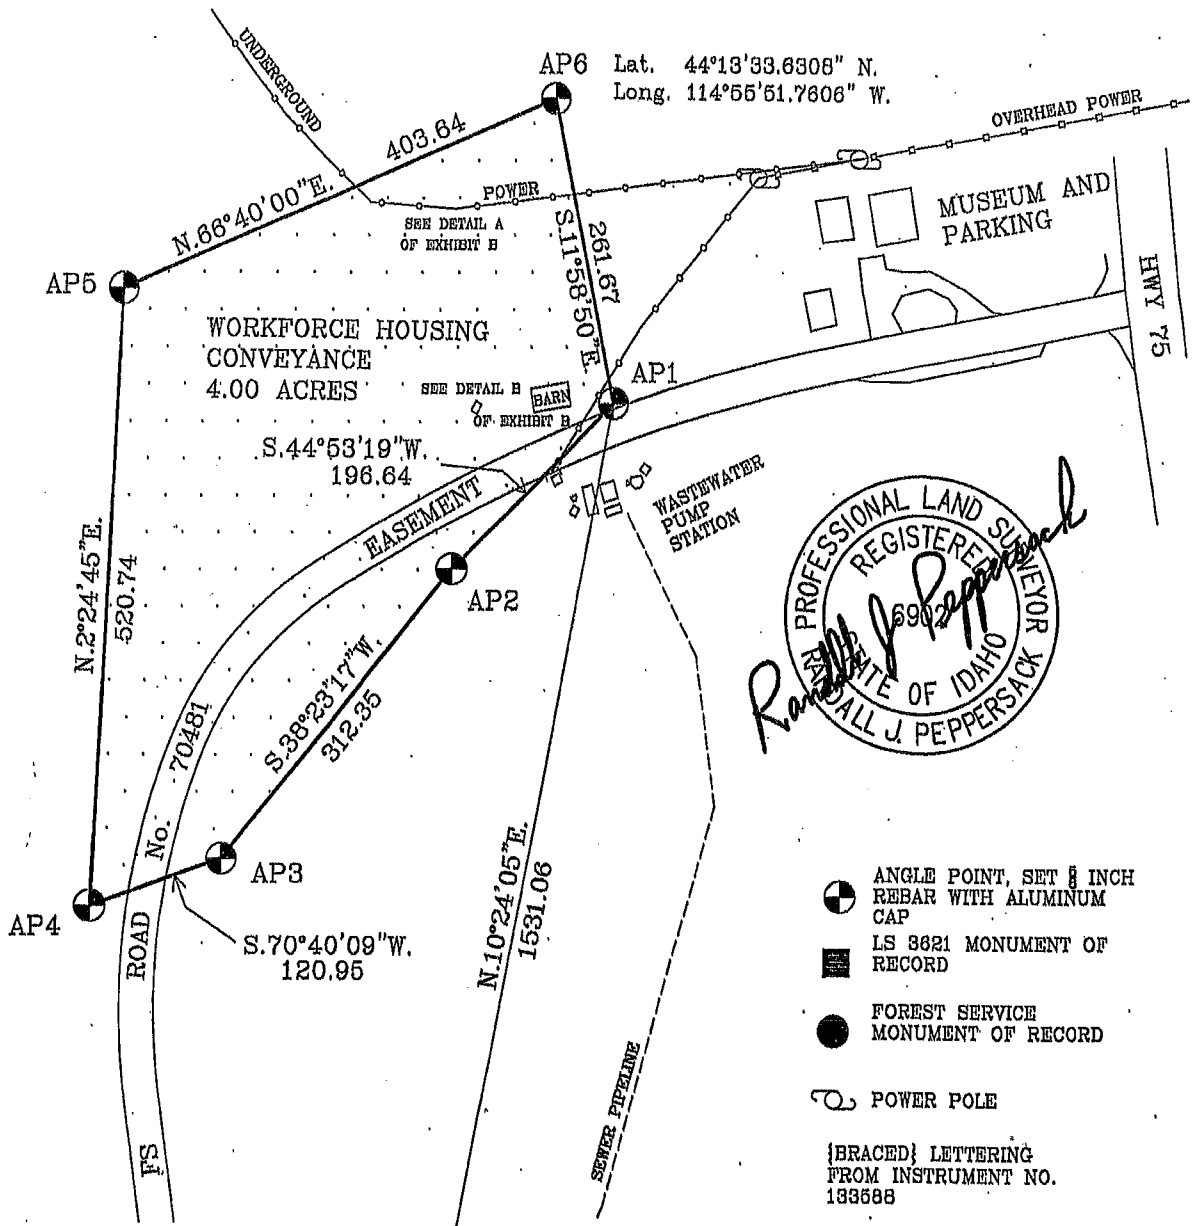 AP6 Lat. 44°13'33.6308" N.
Long. 114°55'51.7606" W.
UNDERGROUND
OVERHEAD POWER
403.64
N.66°40'00"E.
POWER
SEE DETAIL A
OF EXHIBIT B
261.67
S.11°58'50"E.
MUSEUM AND
PARKING
HWY 75
AP5
WORKFORCE HOUSING
CONVEYANCE
4.00 ACRES
SEE DETAIL B
OF EXHIBIT B
BARN
AP1
S.44°53'19"W.
196.64
EASEMENT
WASTEWATER
PUMP
STATION
AP2
N.2°24'45"E.
520.74
S.38°23'17"W.
312.35
PROFESSIONAL LAND SURVEYOR
REGISTERED
6902
STATE OF IDAHO
RANDALL J. PEPPERSACK
Randall J Peppersack
FS ROAD No. 70481
AP3
AP4
S.70°40'09"W.
120.95
N.10°24'05"E.
1531.06
SEWER PIPELINE
ANGLE POINT, SET INCH
REBAR WITH ALUMINUM
CAP
LS 3621 MONUMENT OF
RECORD
FOREST SERVICE
MONUMENT OF RECORD
POWER POLE
{BRACED} LETTERING
FROM INSTRUMENT NO.
133588